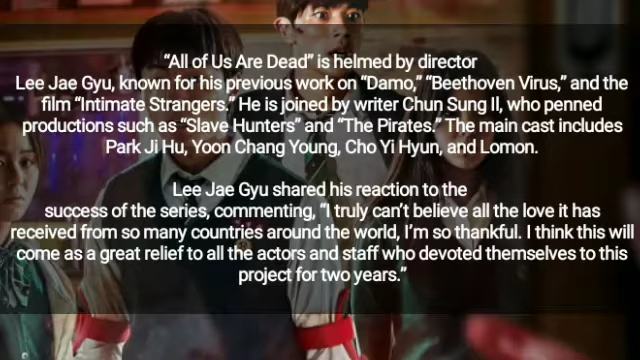 “All of Us Are Dead” is helmed by director
Lee Jae Gyu, known for his previous work on “Damo,” “Beethoven Virus,” and the
film “Intimate Strangers.” He is joined by writer Chun Sung Il, who penned
productions such as “Slave Hunters” and “The Pirates.” The main cast includes
Park Ji Hu, Yoon Chang Young, Cho Yi Hyun, and Lomon.
Lee Jae Gyu shared his reaction to the
success of the series, commenting, “I truly can’t believe all the love it has
received from so many countries around the world, I’m so thankful. I think this will
come as a great relief to all the actors and staff who devoted themselves to this
project for two years.”